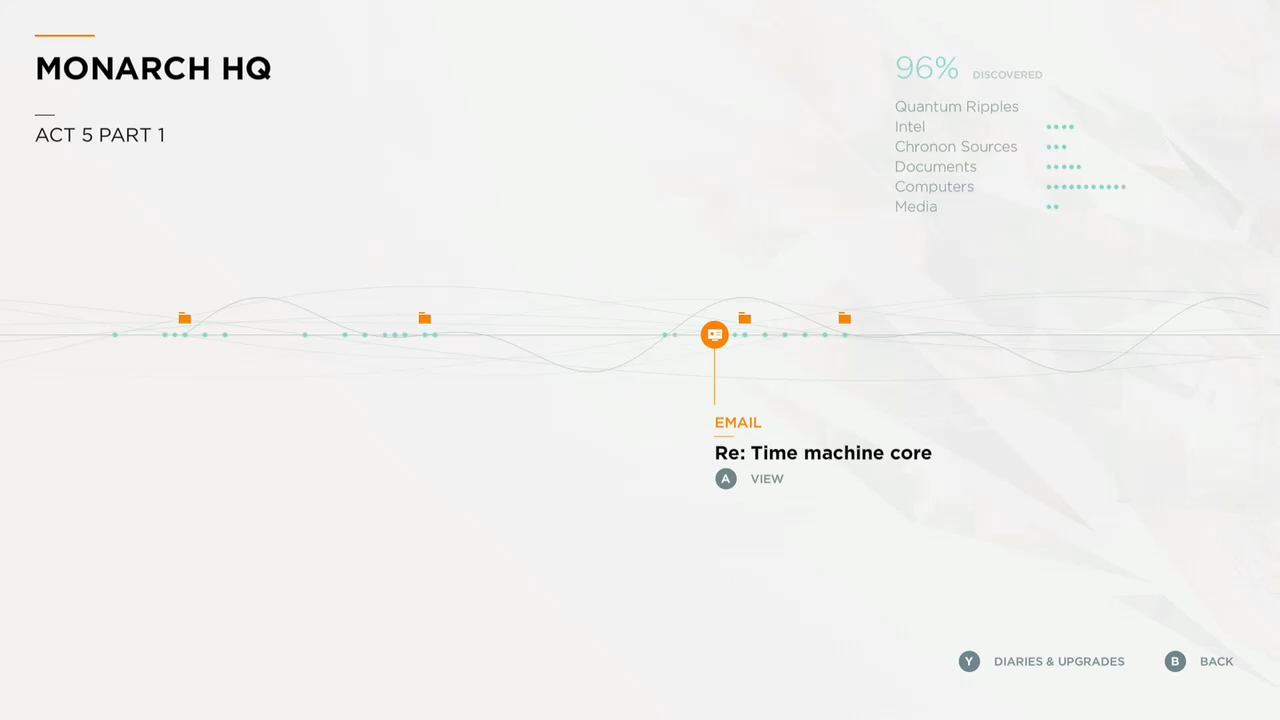 MONARCH HQ
ACT 5 PART 1
96% DISCOVERED
Quantum Ripples
Intel
Chronon Sources
Documents
Computers
Media
EMAIL
Re: Time machine core
A VIEW
Y DIARIES & UPGRADES B BACK